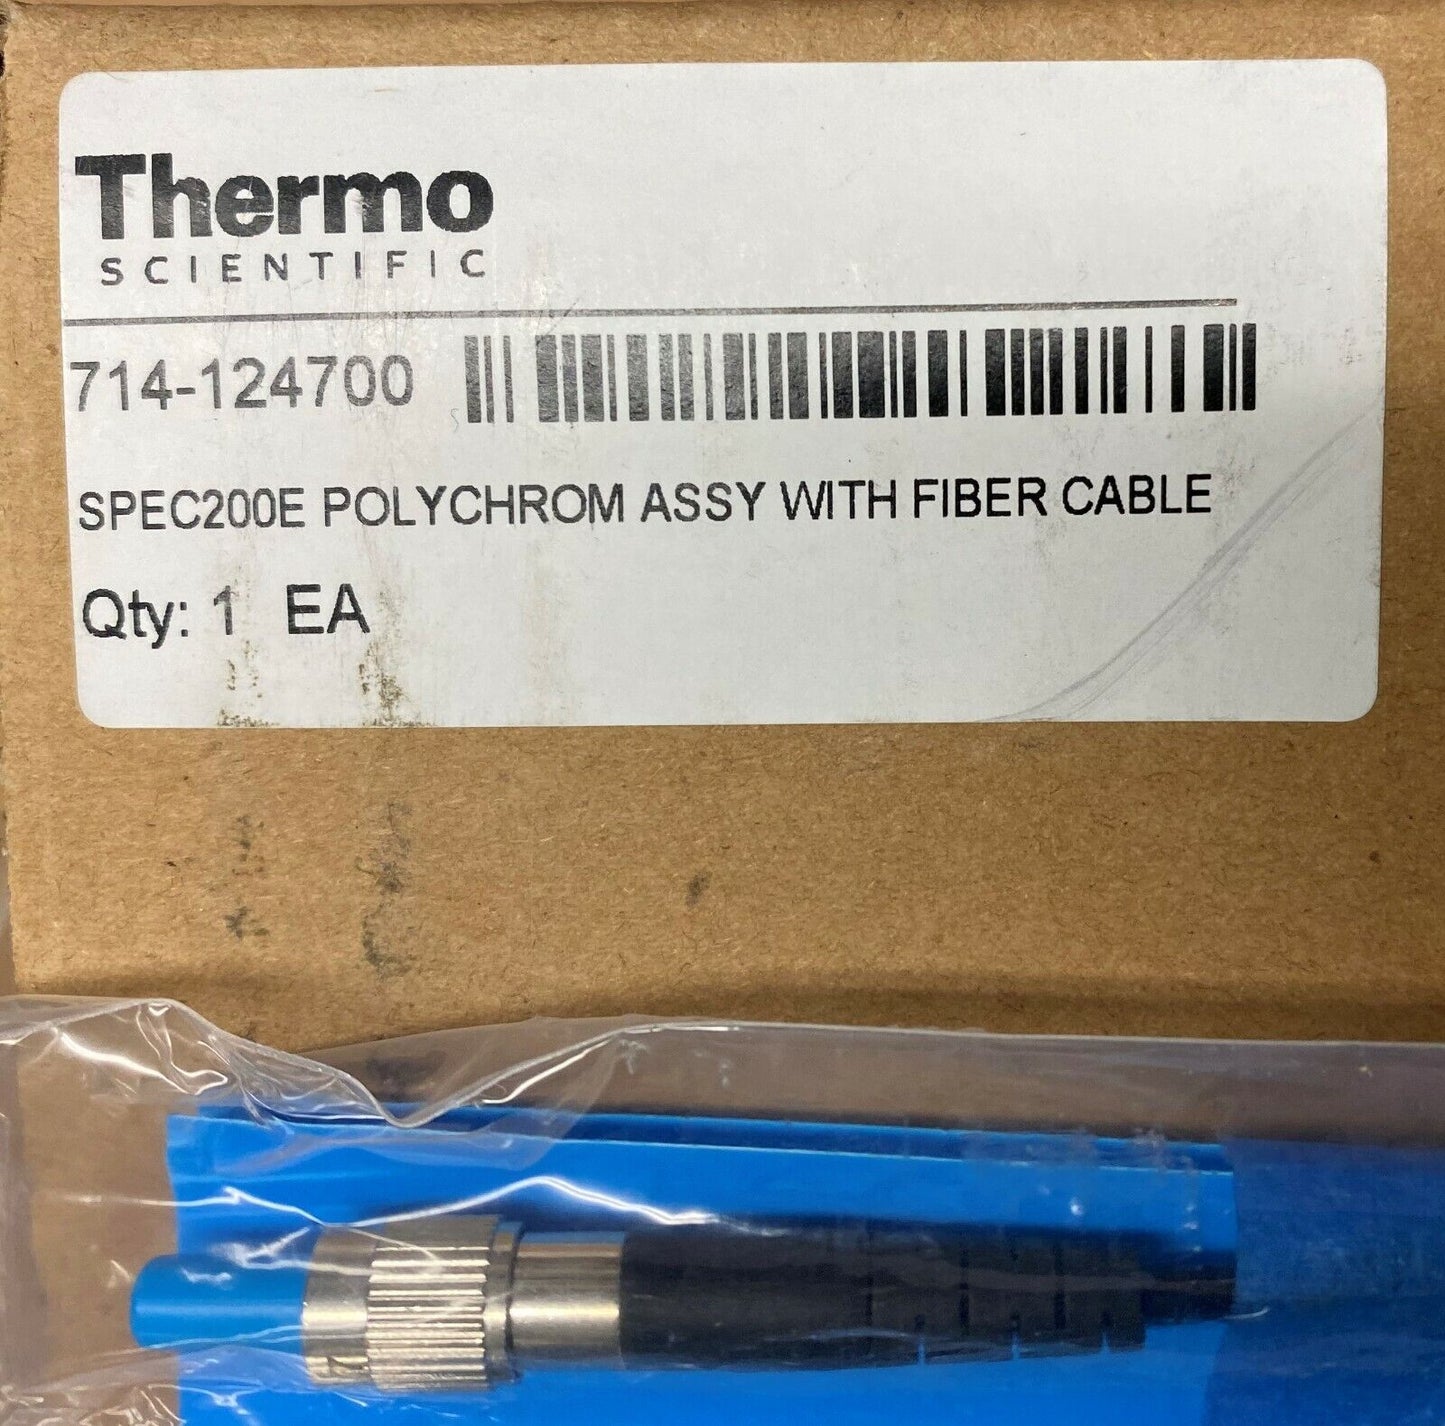 Thermo
SCIENTIFIC
714-124700
SPEC200E POLYCHROM ASSY WITH FIBER CABLE
Qty: 1 EA